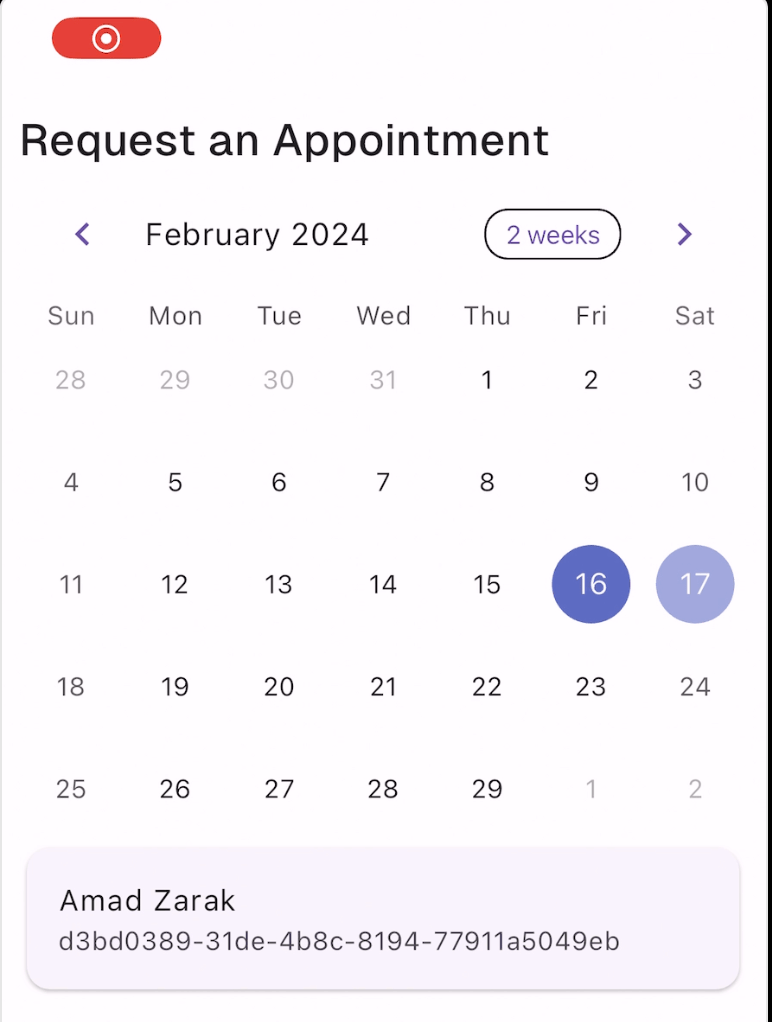 Request an Appointment
February 2024 2 weeks
Sun Mon Tue Wed Thu Fri Sat
28 29 30 31 1 2 3
4 5 6 7 8 9 10
11 12 13 14 15 16 17
18 19 20 21 22 23 24
25 26 27 28 29 1 2
Amad Zarak
d3bd0389-31de-4b8c-8194-77911a5049eb